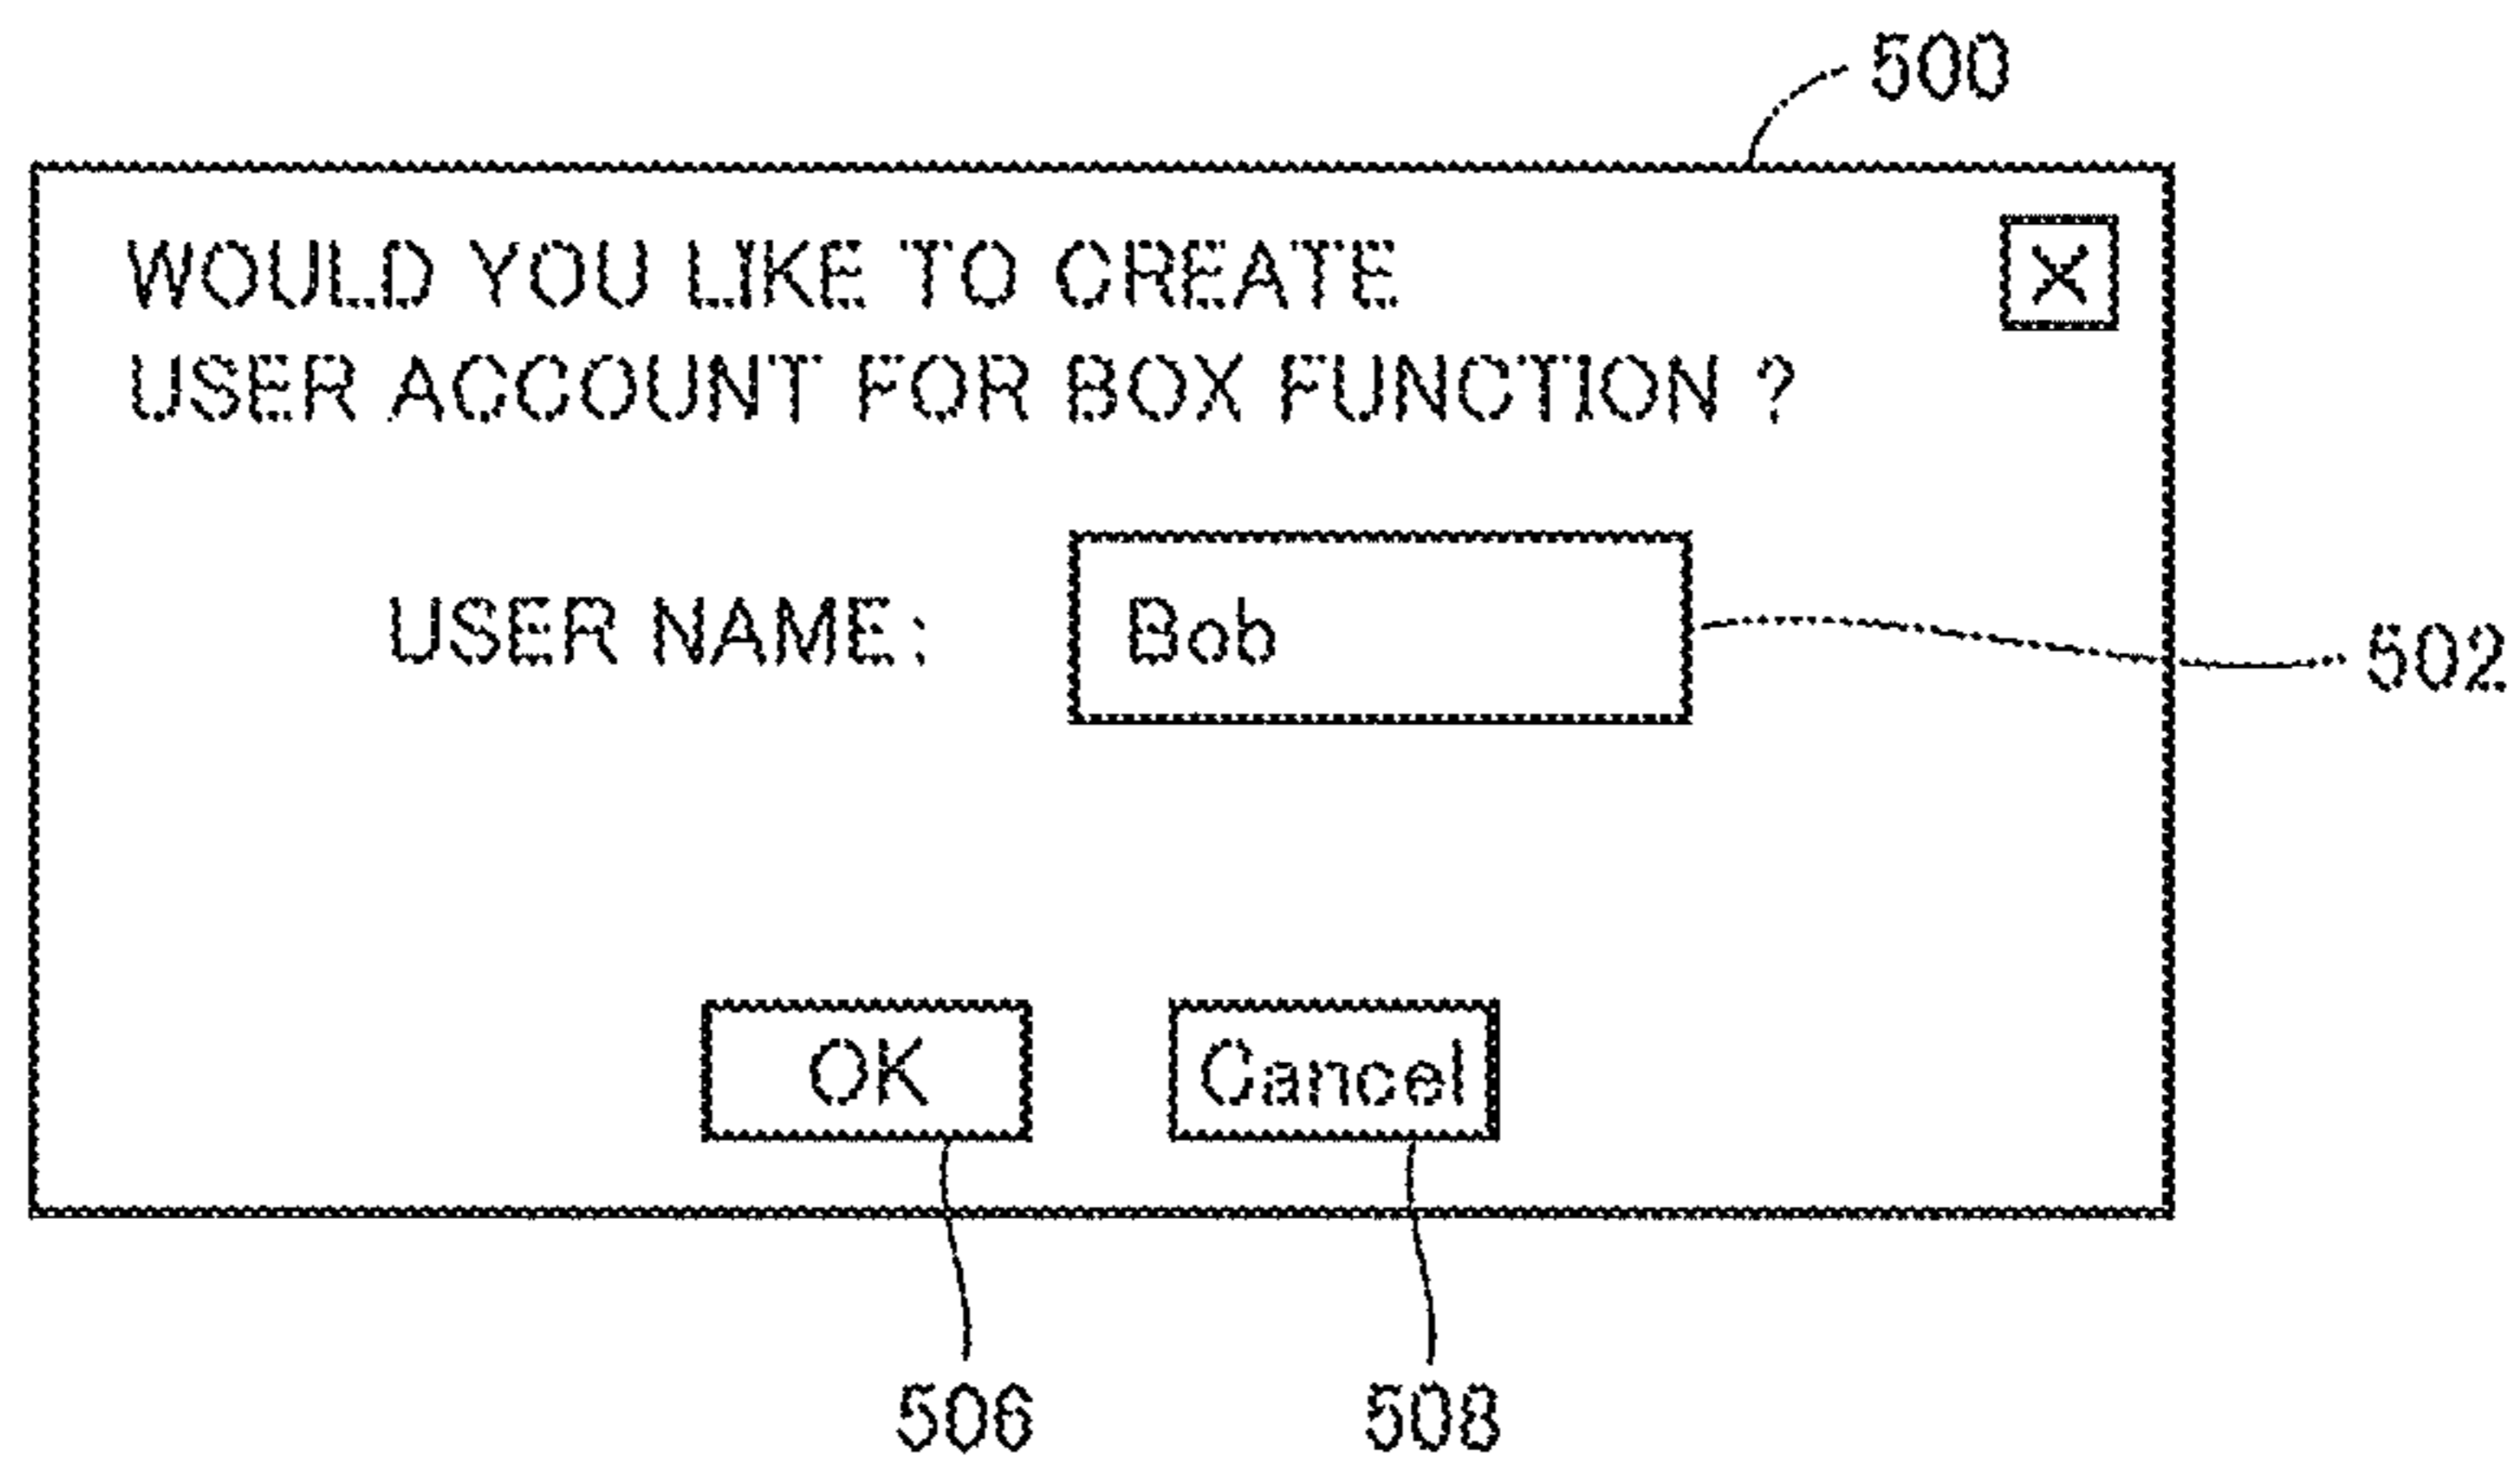 500
WOULD YOU LIKE TO CREATE
X
USER ACCOUNT FOR BOX FUNCTION ?
USER NAME: Bob
502
OK Cancel
506 508